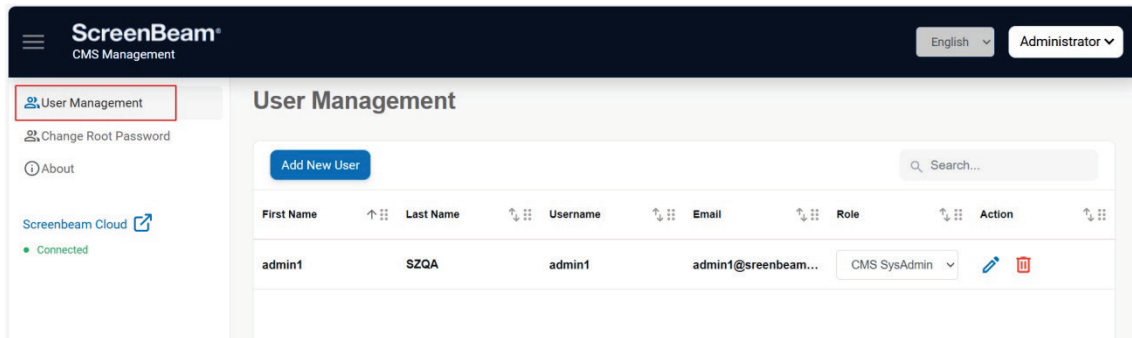 ScreenBeam®
CMS Management
English
Administrator
User Management
Change Root Password
About
Screenbeam Cloud
Connected
User Management
Add New User
Search...
First Name Last Name Username Email Role Action
admin1 SZQA admin1 admin1@sreenbeam... CMS SysAdmin